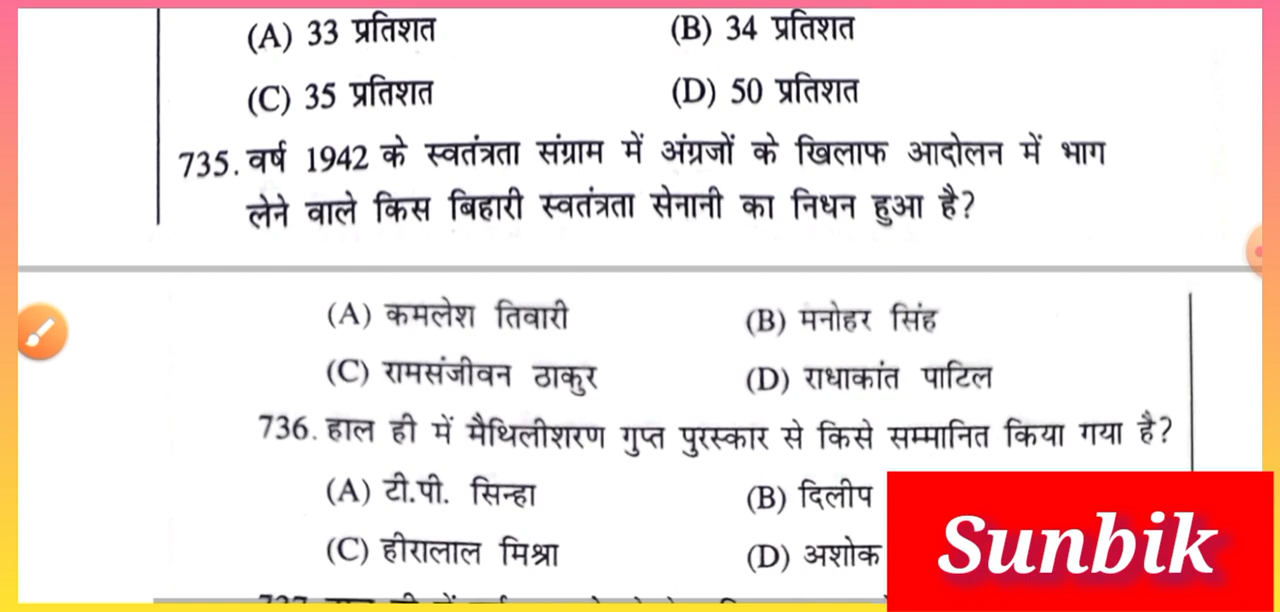 (A) 33 प्रतिशत (B) 34 प्रतिशत
(C) 35 प्रतिशत (D) 50 प्रतिशत
735. वर्ष 1942 के स्वतंत्रता संग्राम में अंग्रजों के खिलाफ आदोलन में भाग
लेने वाले किस बिहारी स्वतंत्रता सेनानी का निधन हुआ है?
(A) कमलेश तिवारी (B) मनोहर सिंह
(C) रामसंजीवन ठाकुर (D) राधाकांत पाटिल
736. हाल ही में मैथिलीशरण गुप्त पुरस्कार से किसे सम्मानित किया गया है?
(A) टी.पी. सिन्हा (B) दिलीप
(C) हीरालाल मिश्रा (D) अशोक
Sunbik